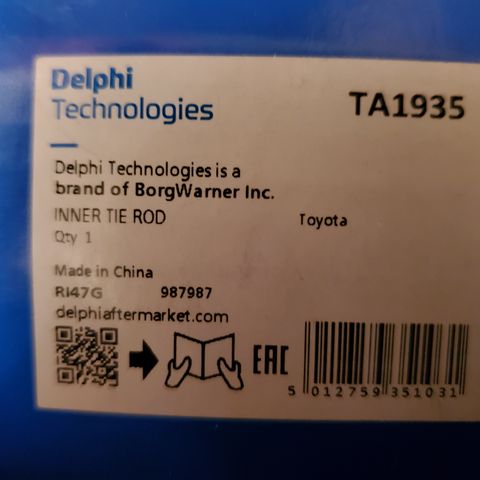 Delphi
Technologies
TA1935
Delphi Technologies is a
brand of BorgWarner Inc.
INNER TIE ROD Toyota
Qty 1
Made in China
RI47G 987987
delphiaftermarket.com
EAC
5 012759 351031